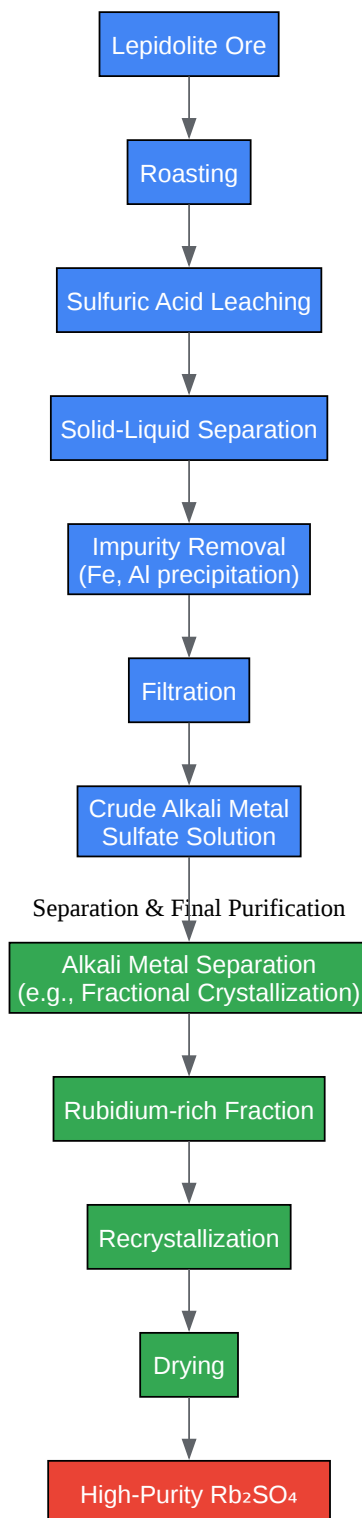 Lepidolite Ore
Roasting
Sulfuric Acid Leaching
Solid-Liquid Separation
Impurity Removal
(Fe, Al precipitation)
Filtration
Crude Alkali Metal
Sulfate Solution
Separation & Final Purification
Alkali Metal Separation
(e.g., Fractional Crystallization)
Rubidium-rich Fraction
Recrystallization
Drying
High-Purity Rb₂SO₄